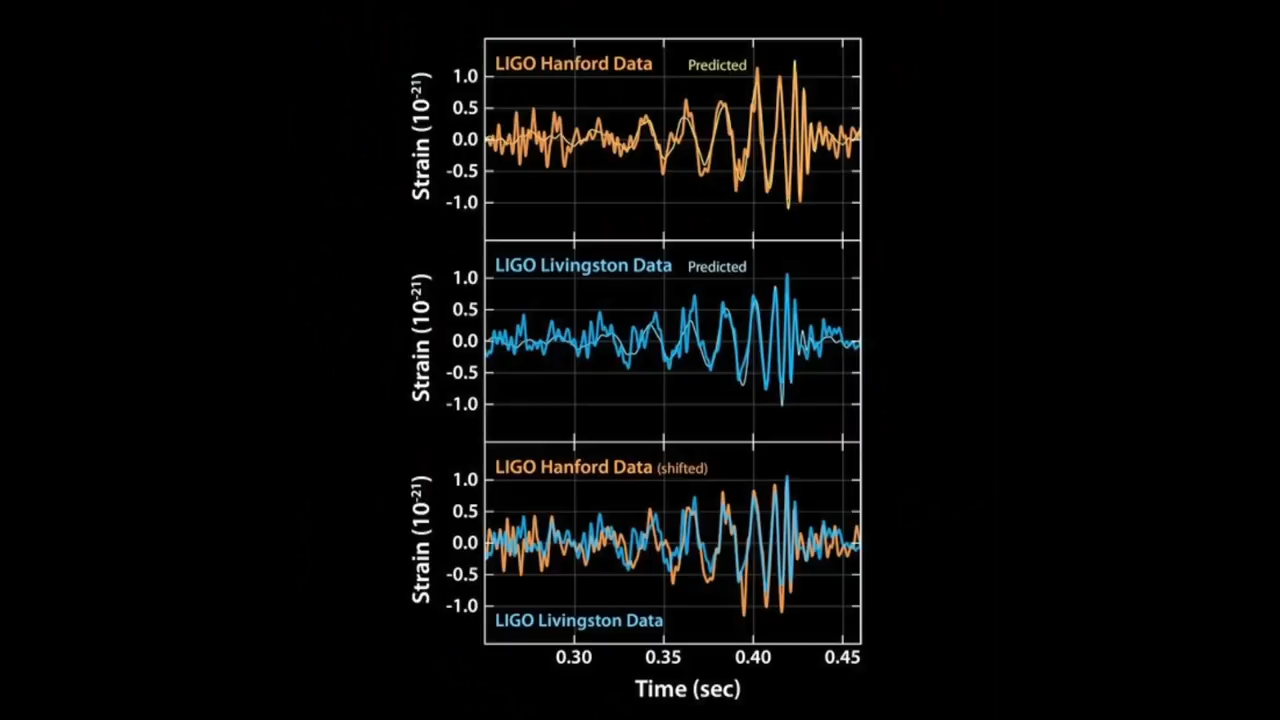 LIGO Hanford Data Predicted
1.0
0.5
0.0
-0.5
-1.0
Strain (10-21)
LIGO Livingston Data Predicted
1.0
0.5
0.0
-0.5
-1.0
Strain (10-21)
LIGO Hanford Data (shifted)
1.0
0.5
0.0
-0.5
-1.0
Strain (10-21)
LIGO Livingston Data
0.30 0.35 0.40 0.45
Time (sec)